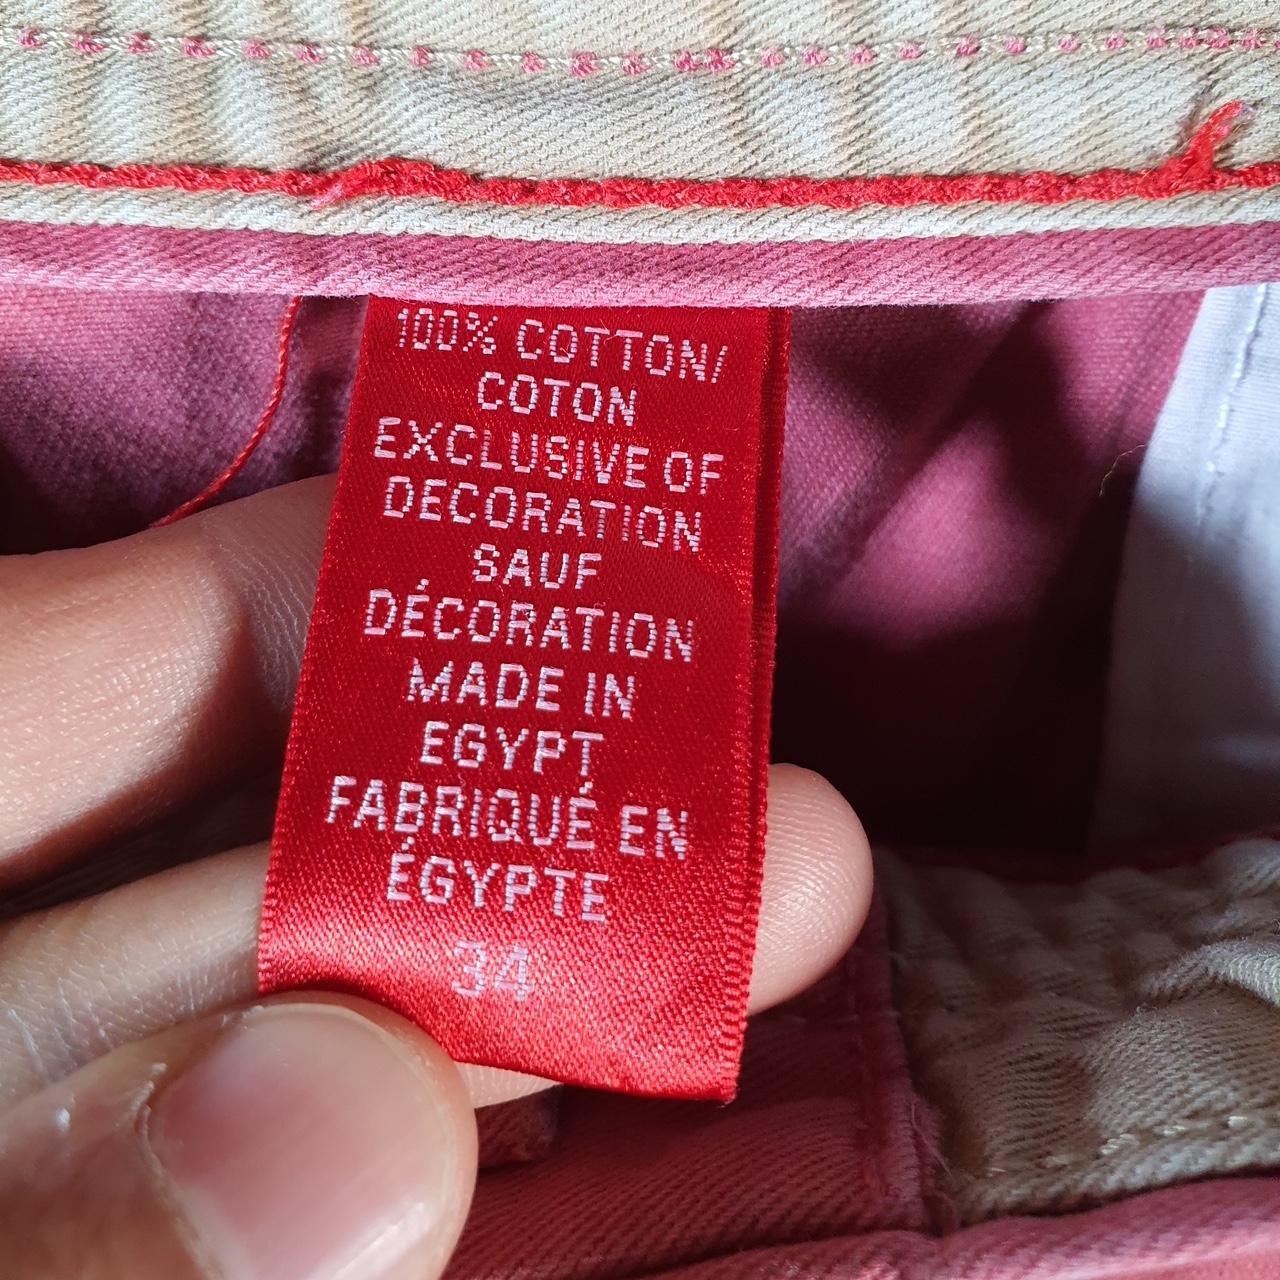 100% COTTON/
COTON
EXCLUSIVE OF
DECORATION
SAUF
DÉCORATION
MADE IN
EGYPT
FABRIQUÉ EN
ÉGYPTE
34